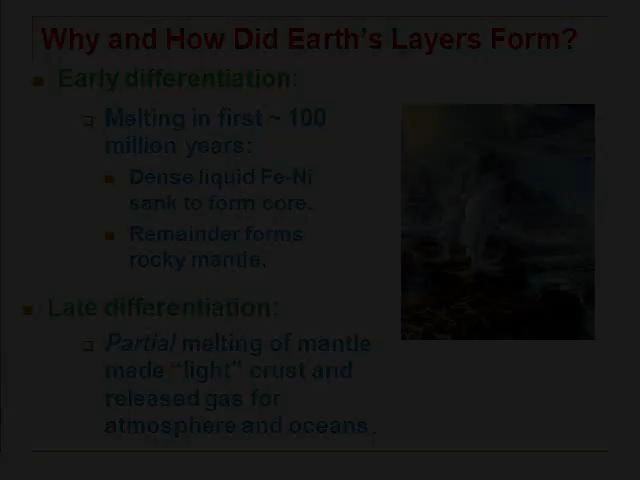 Why and How Did Earth's Layers Form?
Early differentiation:
Melting in first ~ 100
million years:
Dense liquid Fe-Ni
sank to form core.
Remainder forms
rocky mantle.
Late differentiation:
Partial melting of mantle
made "light" crust and
released gas for
atmosphere and oceans.